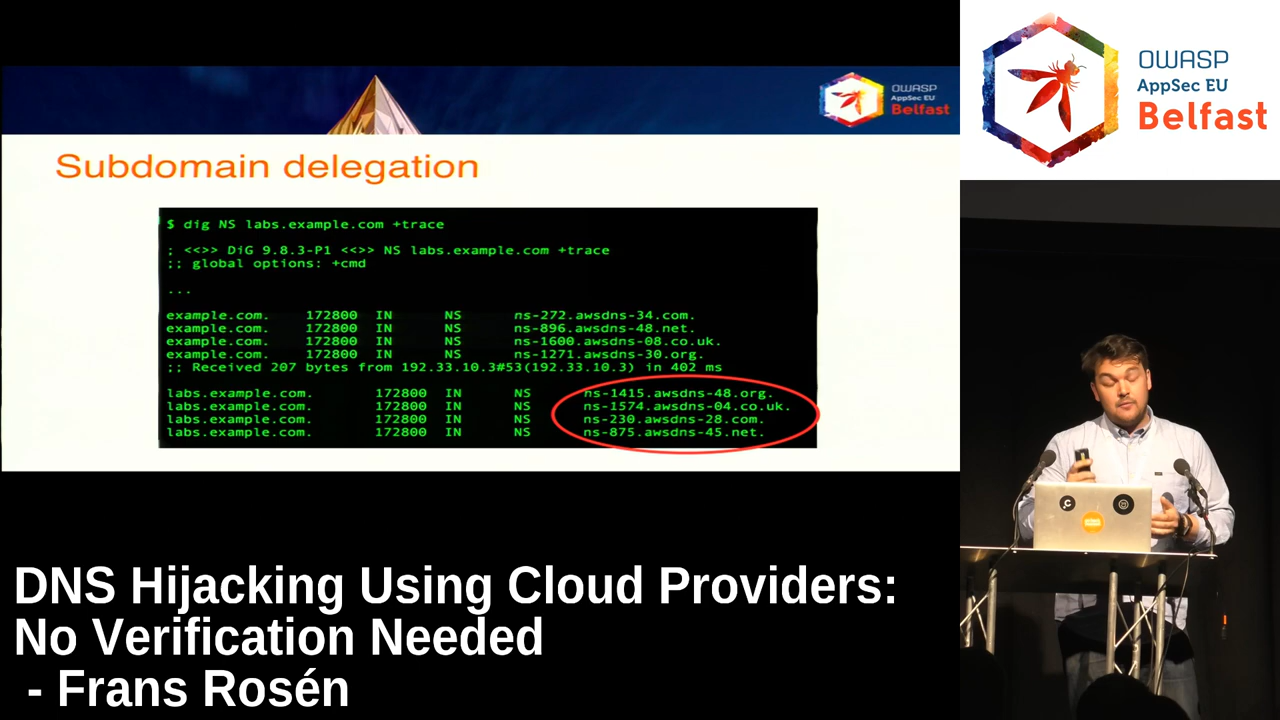 OWASP
AppSec EU
Belfast
Subdomain delegation
$ dig NS labs.example.com +trace
; <<>> DiG 9.8.3-P1 <<>> NS labs.example.com +trace
;; global options: +cmd
...
example.com. 172800 IN NS ns-272.awsdns-34.com.
example.com. 172800 IN NS ns-896.awsdns-48.net.
example.com. 172800 IN NS ns-1600.awsdns-08.co.uk.
example.com. 172800 IN NS ns-1271.awsdns-30.org.
;; Received 207 bytes from 192.33.10.3#53(192.33.10.3) in 402 ms
labs.example.com. 172800 IN NS ns-1415.awsdns-48.org.
labs.example.com. 172800 IN NS ns-1574.awsdns-04.co.uk.
labs.example.com. 172800 IN NS ns-230.awsdns-28.com.
labs.example.com. 172800 IN NS ns-875.awsdns-45.net.
OWASP
AppSec EU
Belfast
DNS Hijacking Using Cloud Providers:
No Verification Needed
- Frans Rosén